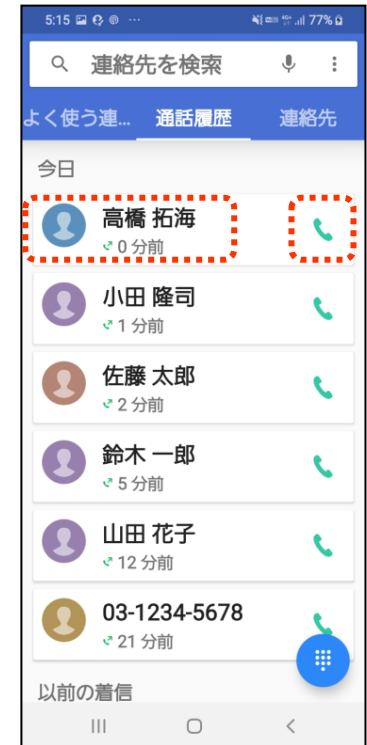 5:15 77%
連絡先を検索
よく使う連... 通話履歴 連絡先
今日
高橋 拓海
0 分前
小田 隆司
1 分前
佐藤 太郎
2 分前
鈴木 一郎
5 分前
山田 花子
12 分前
03-1234-5678
21 分前
以前の着信